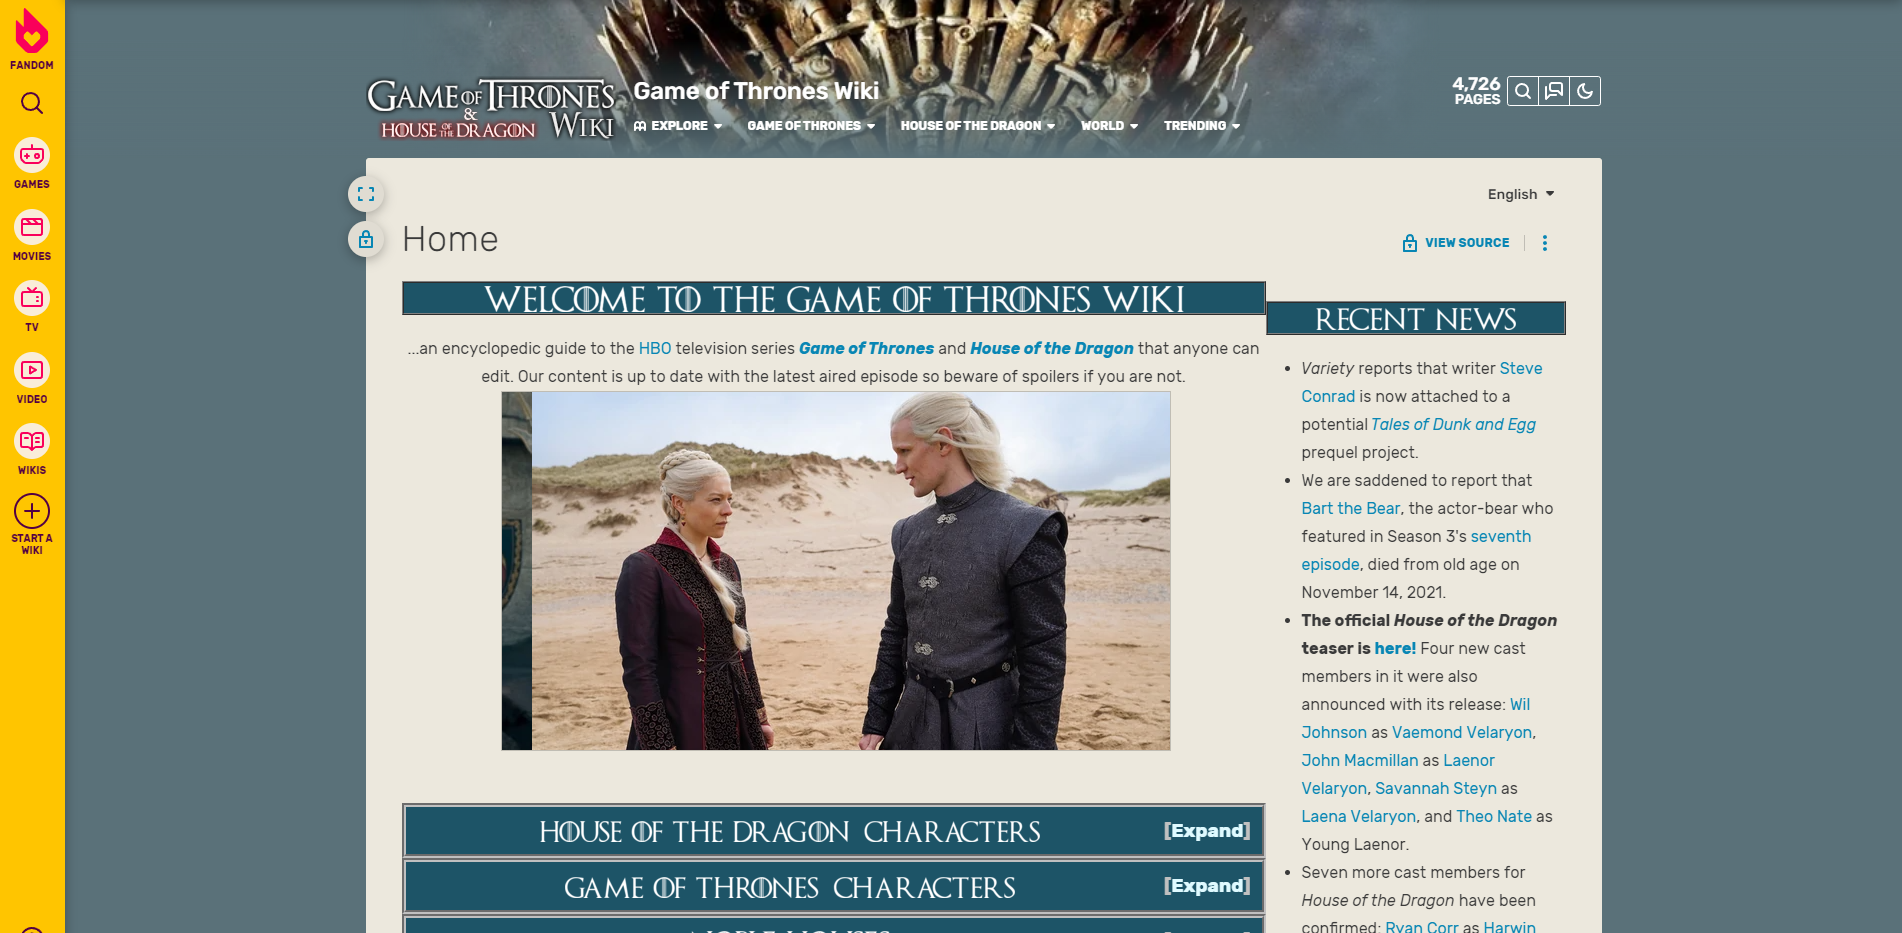 FANDOM
GAMES
MOVIES
TV
VIDEO
WIKIS
START A
WIKI
GAME OF THRONES
&
HOUSE OF THE DRAGON WIKI
Game of Thrones Wiki
EXPLORE
GAME OF THRONES
HOUSE OF THE DRAGON
WORLD
TRENDING
4,726
PAGES
English
Home
VIEW SOURCE
WELCOME TO THE GAME OF THRONES WIKI
...an encyclopedic guide to the HBO television series Game of Thrones and House of the Dragon that anyone can
edit. Our content is up to date with the latest aired episode so beware of spoilers if you are not.
HOUSE OF THE DRAGON CHARACTERS [Expand]
GAME OF THRONES CHARACTERS [Expand]
NOBLE HOUSES
RECENT NEWS
Variety reports that writer Steve
Conrad is now attached to a
potential Tales of Dunk and Egg
prequel project.
We are saddened to report that
Bart the Bear, the actor-bear who
featured in Season 3's seventh
episode, died from old age on
November 14, 2021.
The official House of the Dragon
teaser is here! Four new cast
members in it were also
announced with its release: Wil
Johnson as Vaemond Velaryon,
John Macmillan as Laenor
Velaryon, Savannah Steyn as
Laena Velaryon, and Theo Nate as
Young Laenor.
Seven more cast members for
House of the Dragon have been
confirmed: Ryan Corr as Harwin